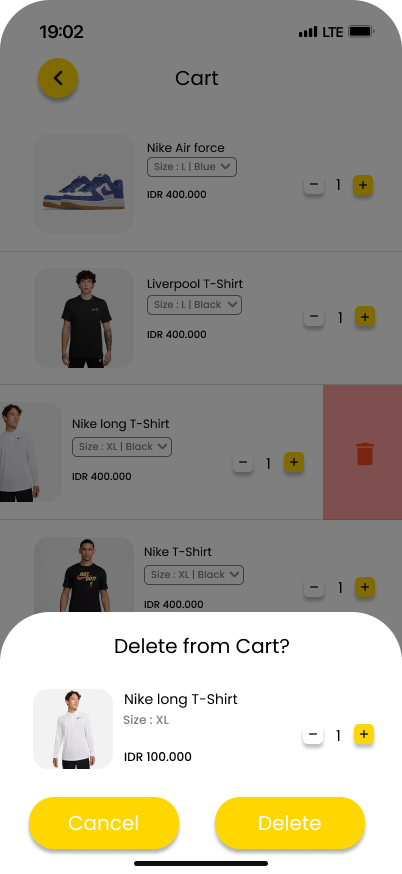 19:02 LTE
Cart
Nike Air force
Size : L | Blue
IDR 400.000
− 1 +
Liverpool T-Shirt
Size : L | Black
IDR 400.000
− 1 +
Nike long T-Shirt
Size : XL | Black
IDR 400.000
− 1 +
Nike T-Shirt
Size : XL | Black
IDR 400.000
− 1 +
Delete from Cart?
Nike long T-Shirt
Size : XL
IDR 100.000
− 1 +
Cancel
Delete